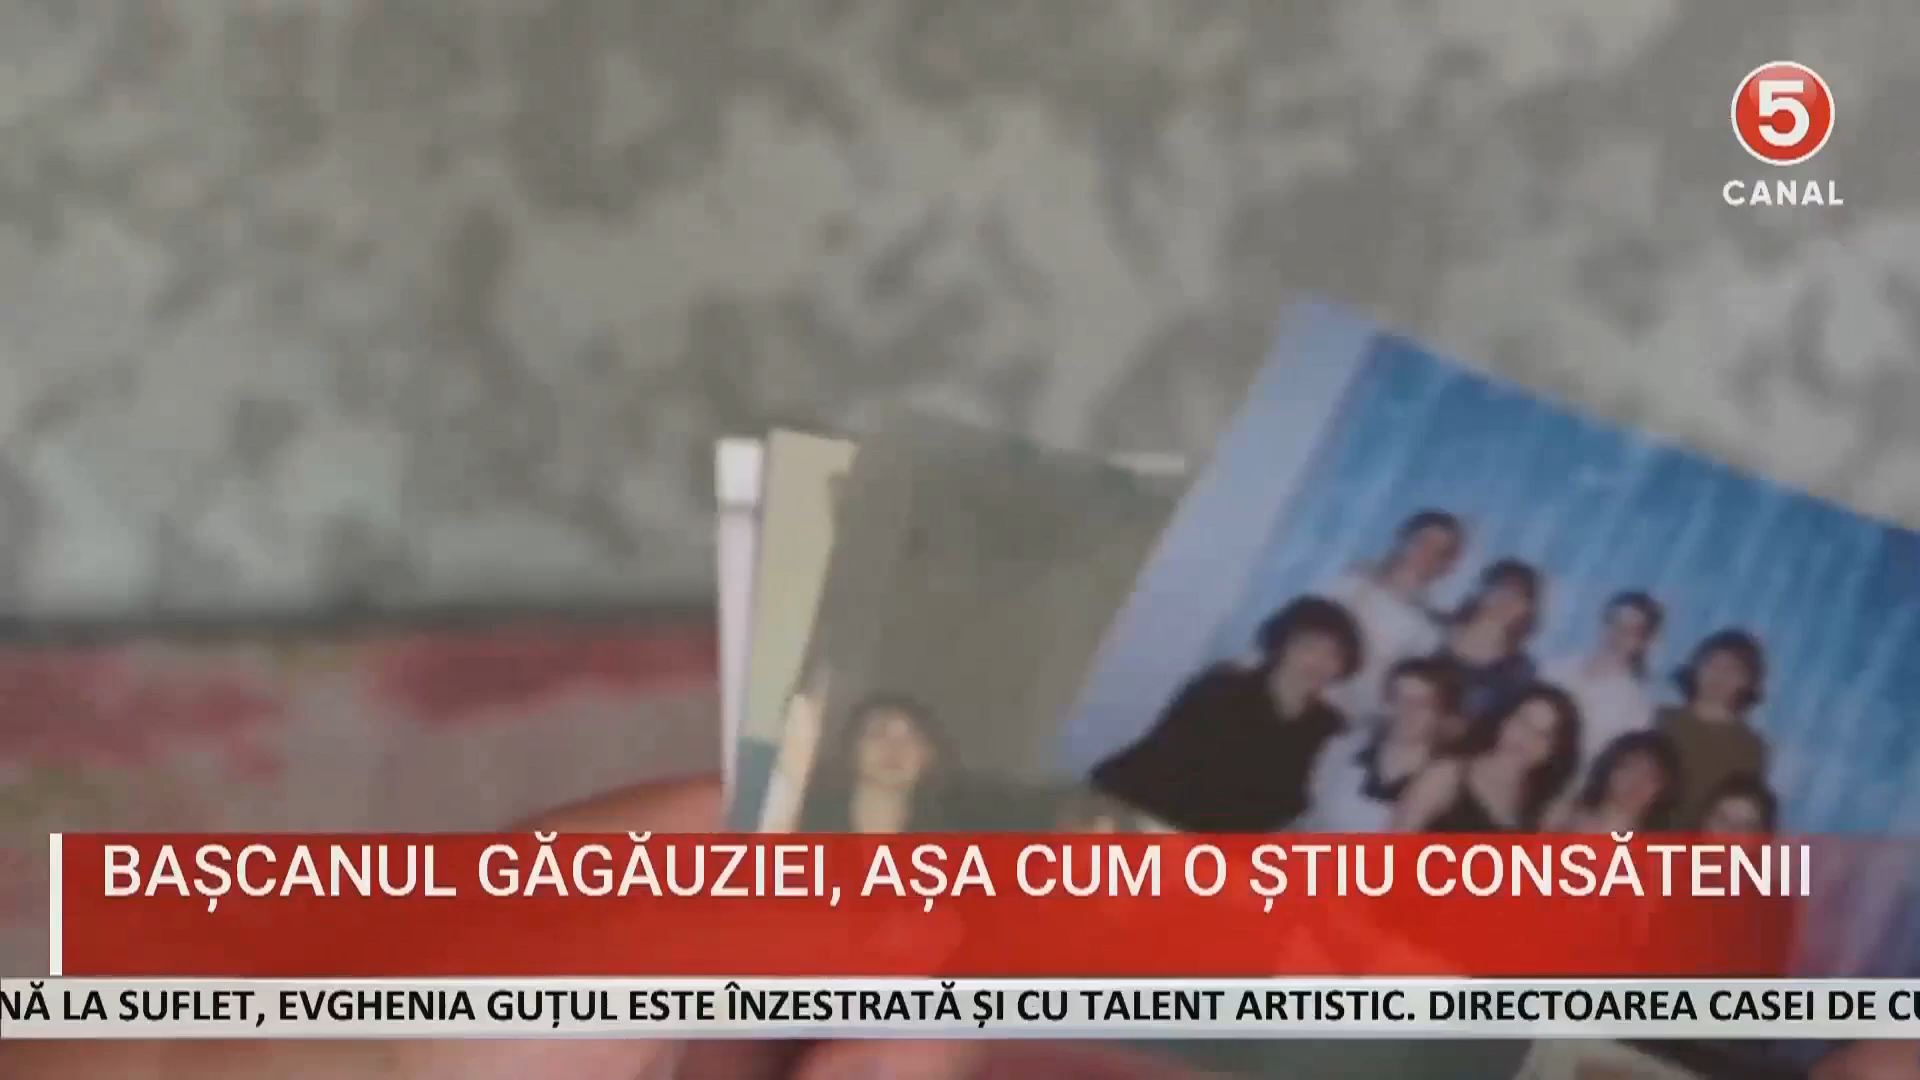 5
CANAL
BAȘCANUL GĂGĂUZIEI, AȘA CUM O ȘTIU CONSĂTENII
NĂ LA SUFLET, EVGHENIA GUȚUL ESTE ÎNZESTRATĂ ȘI CU TALENT ARTISTIC. DIRECTOAREA CASEI DE CU